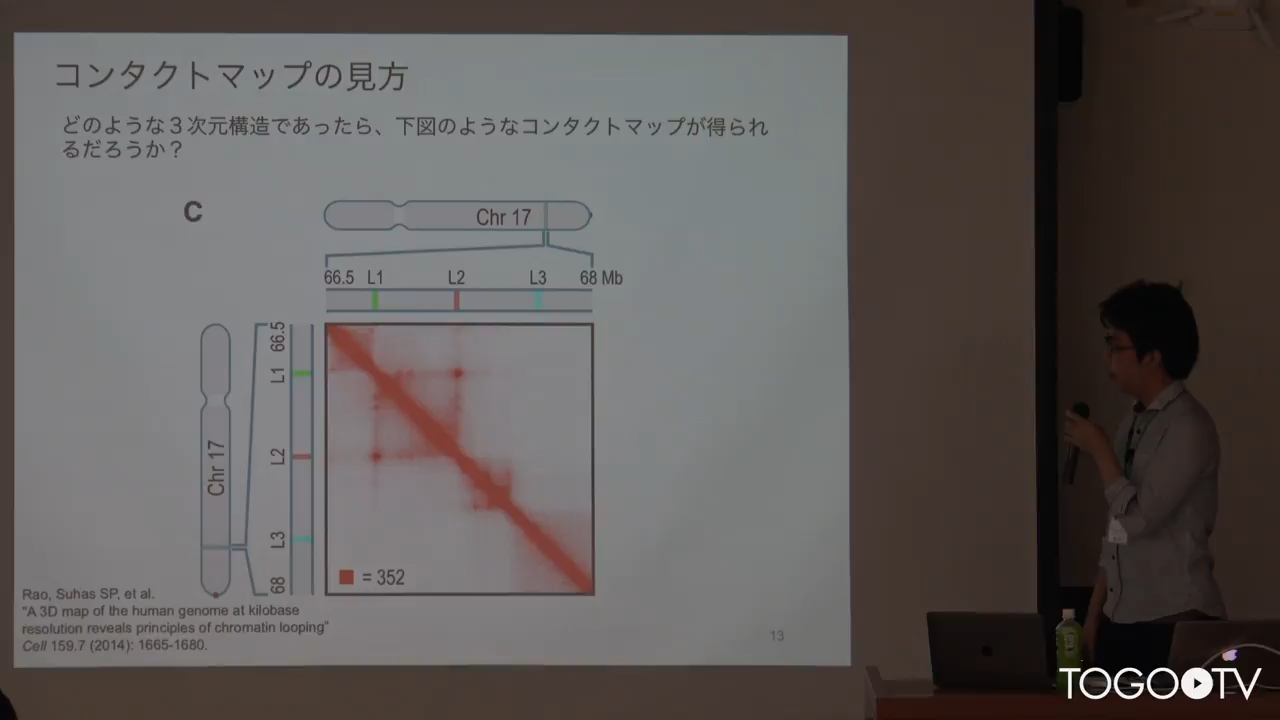 コンタクトマップの見方
どのような３次元構造であったら、下図のようなコンタクトマップが得られ
るだろうか？
C
Chr 17
66.5 L1 L2 L3 68 Mb
66.5
L1
L2
L3
68
Chr 17
= 352
Rao, Suhas SP, et al.
"A 3D map of the human genome at kilobase
resolution reveals principles of chromatin looping"
Cell 159.7 (2014): 1665-1680.
13
TOGOTV